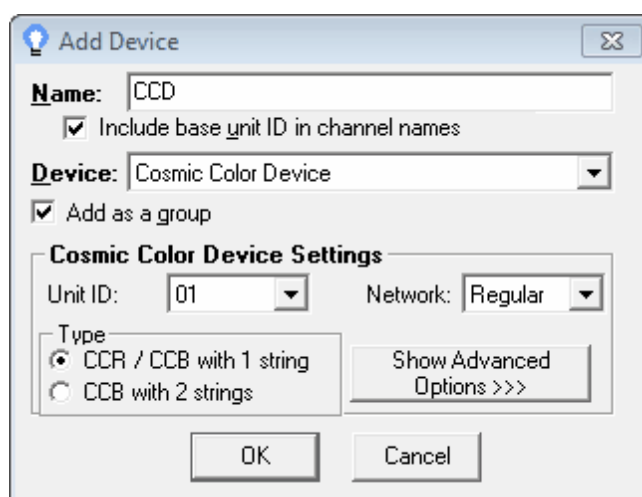 Add Device
Name: CCD
Include base unit ID in channel names
Device: Cosmic Color Device
Add as a group
Cosmic Color Device Settings
Unit ID: 01 Network: Regular
Type
CCR / CCB with 1 string
CCB with 2 strings
Show Advanced
Options >>>
OK Cancel